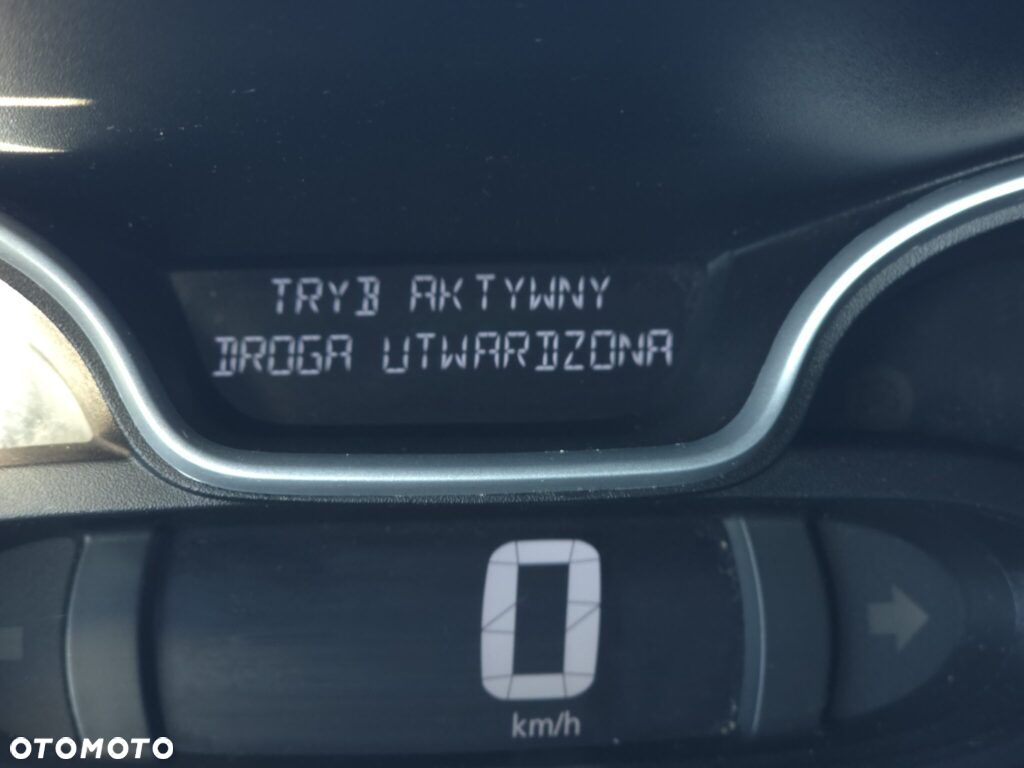 TRYB AKTYWNY
DROGA UTWARDZONA
0
km/h
OTOMOTO